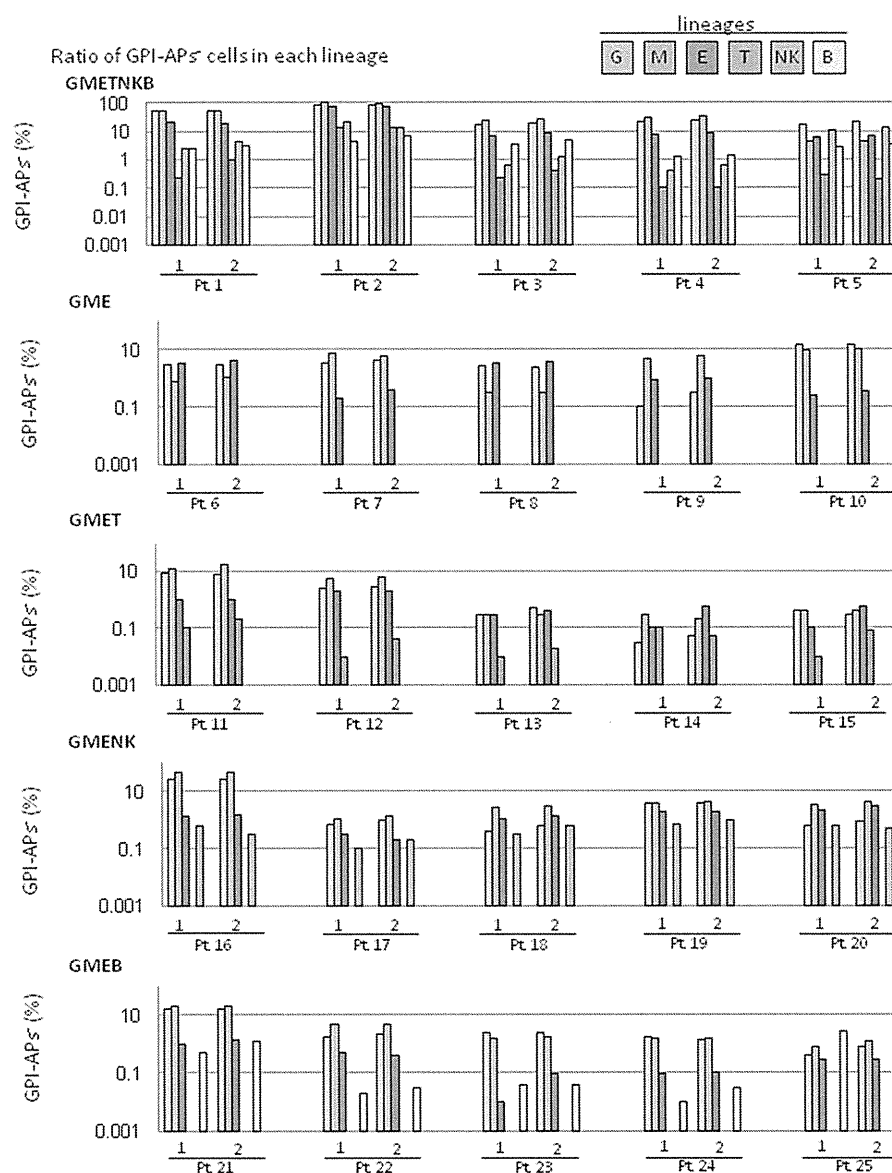 lineages
Ratio of GPI-APs⁻ cells in each lineage
G M E T NK B
GMETNKB
GPI-APs⁻ (%)
100
10
1
0.1
0.01
0.001
1 2 1 2 1 2 1 2 1 2
Pt 1 Pt 2 Pt 3 Pt 4 Pt 5
GME
GPI-APs⁻ (%)
10
0.1
0.001
1 2 1 2 1 2 1 2 1 2
Pt 6 Pt 7 Pt 8 Pt 9 Pt 10
GMET
GPI-APs⁻ (%)
10
0.1
0.001
1 2 1 2 1 2 1 2 1 2
Pt 11 Pt 12 Pt 13 Pt 14 Pt 15
GMENK
GPI-APs⁻ (%)
10
0.1
0.001
1 2 1 2 1 2 1 2 1 2
Pt 16 Pt 17 Pt 18 Pt 19 Pt 20
GMEB
GPI-APs⁻ (%)
10
0.1
0.001
1 2 1 2 1 2 1 2 1 2
Pt 21 Pt 22 Pt 23 Pt 24 Pt 25